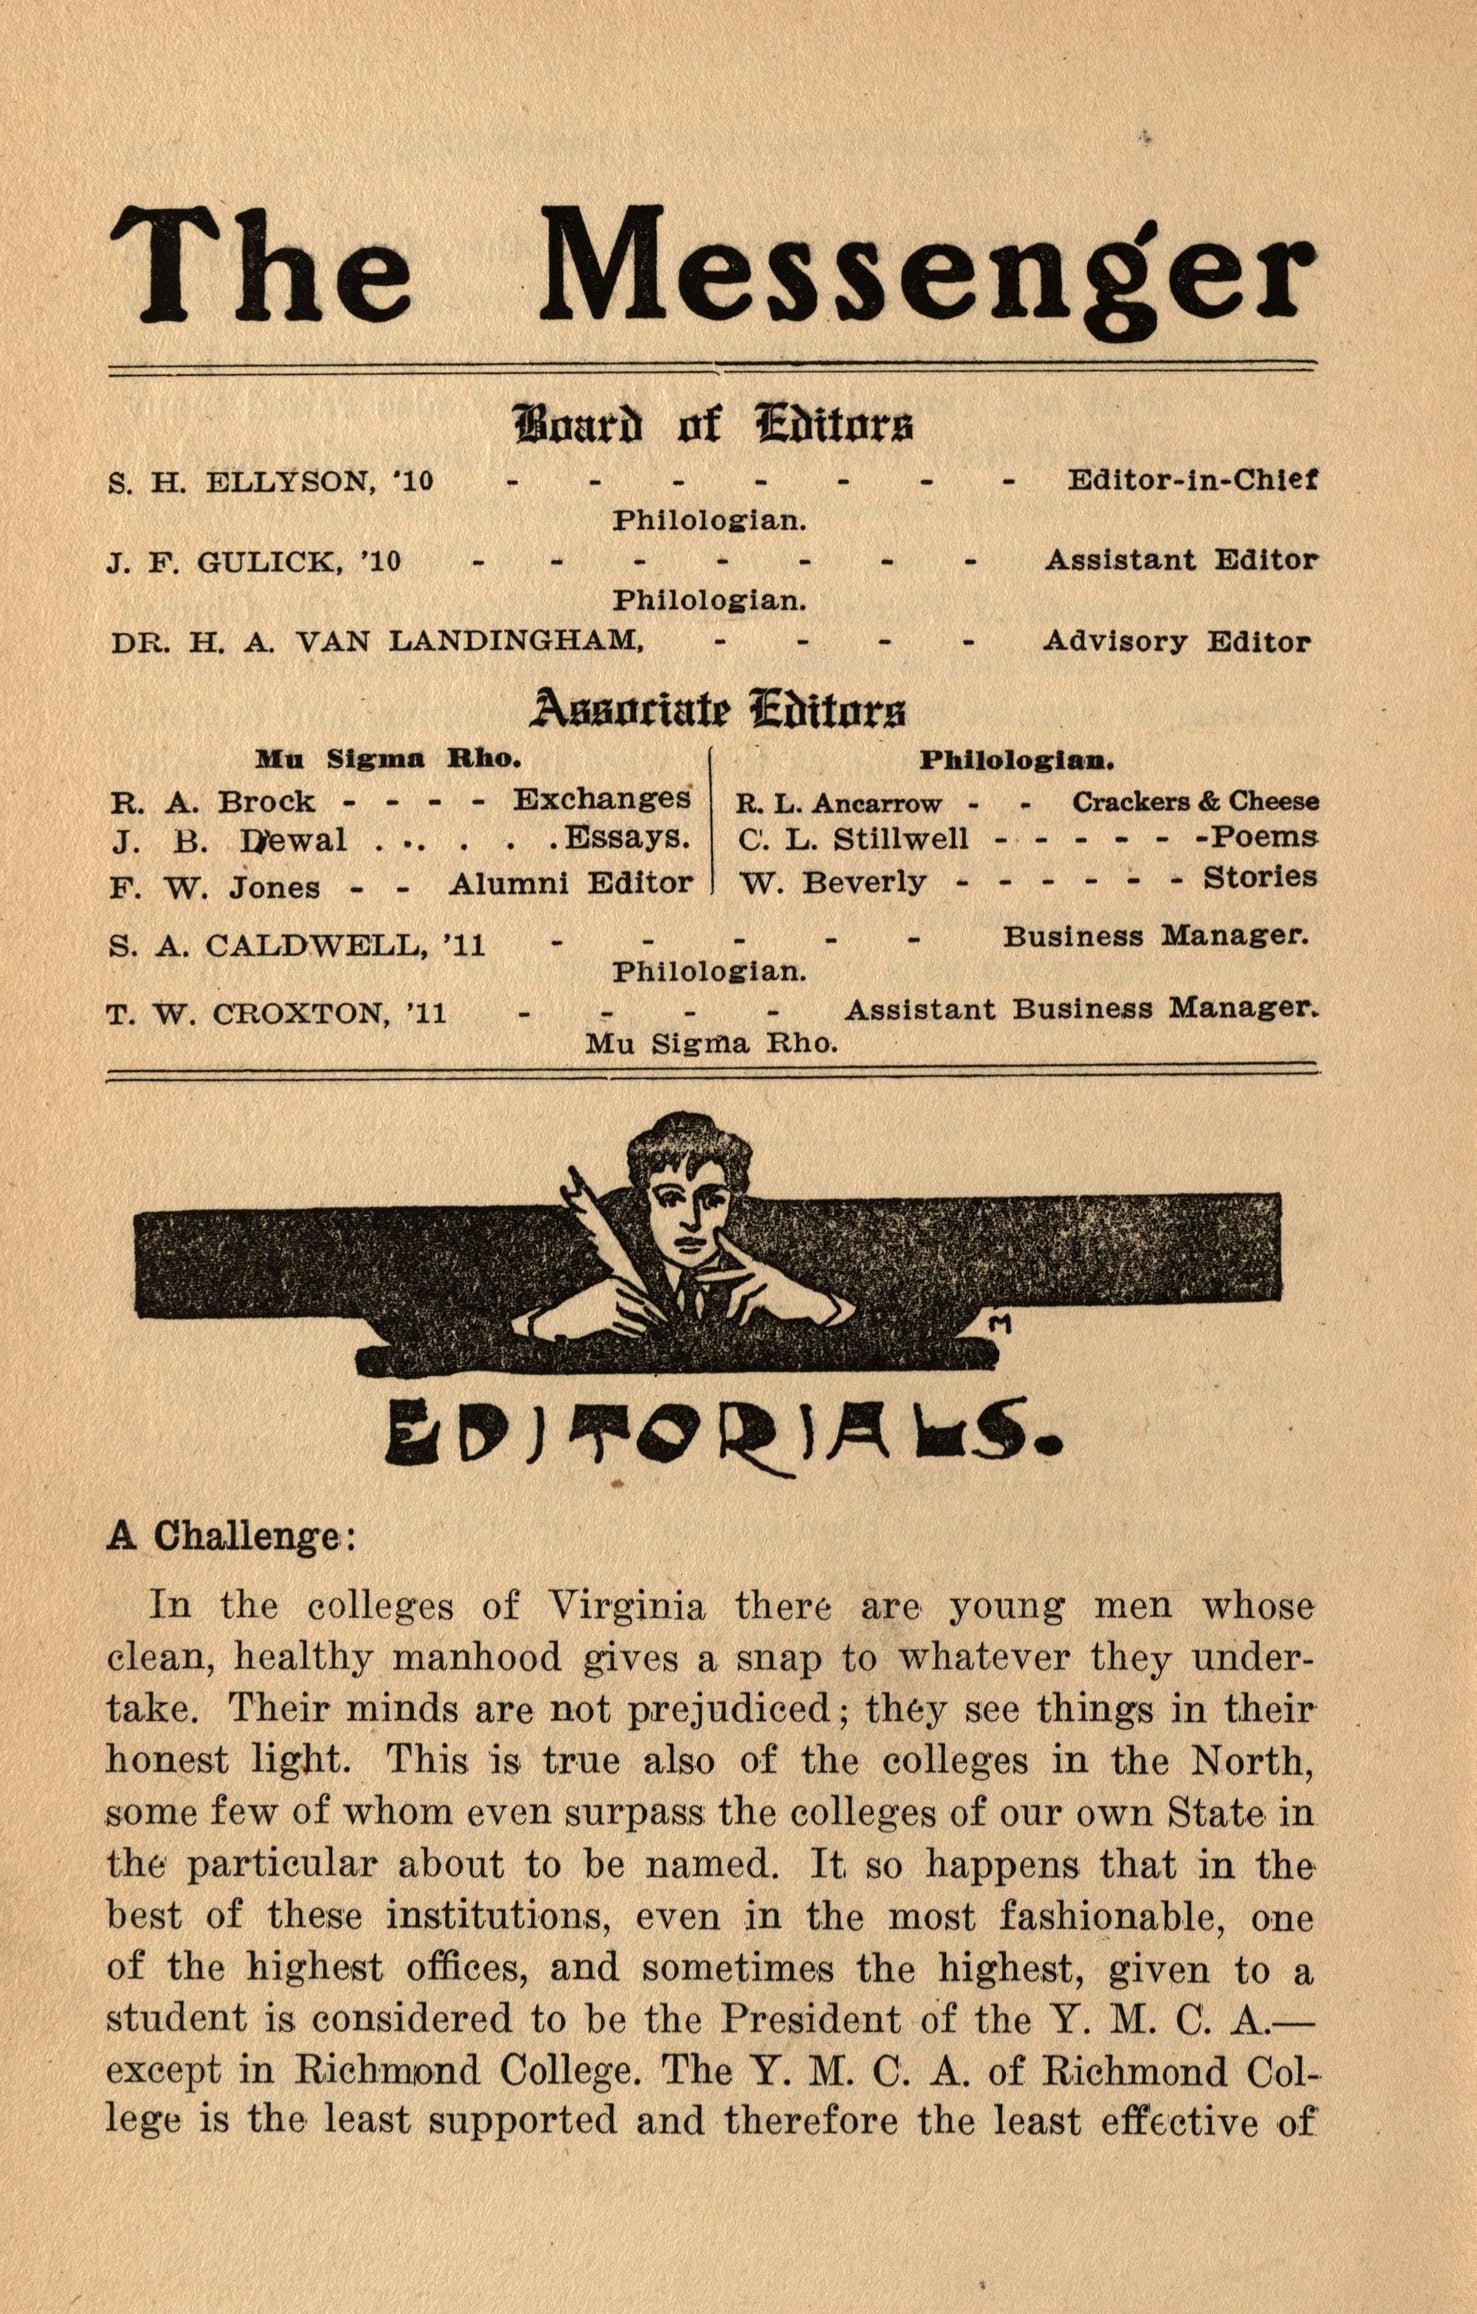 The Messenger
Board of Editors
S. H. ELLYSON, '10 - - - - - - - Editor-in-Chief
Philologian.
J. F. GULICK, '10 - - - - - - - Assistant Editor
Philologian.
DR. H. A. VAN LANDINGHAM, - - - - Advisory Editor
Associate Editors
Mu Sigma Rho.
R. A. Brock - - - - Exchanges
J. B. Dewal . . . . . . Essays.
F. W. Jones - - Alumni Editor
Philologian.
R. L. Ancarrow - - Crackers & Cheese
C. L. Stillwell - - - - - -Poems
W. Beverly - - - - - - Stories
S. A. CALDWELL, '11 - - - - - Business Manager.
Philologian.
T. W. CROXTON, '11 - - - - Assistant Business Manager.
Mu Sigma Rho.
M
EDITORIALS.
A Challenge:
In the colleges of Virginia there are young men whose
clean, healthy manhood gives a snap to whatever they under-
take. Their minds are not prejudiced; they see things in their
honest light. This is true also of the colleges in the North,
some few of whom even surpass the colleges of our own State in
the particular about to be named. It so happens that in the
best of these institutions, even in the most fashionable, one
of the highest offices, and sometimes the highest, given to a
student is considered to be the President of the Y. M. C. A.—
except in Richmond College. The Y. M. C. A. of Richmond Col-
lege is the least supported and therefore the least effective of